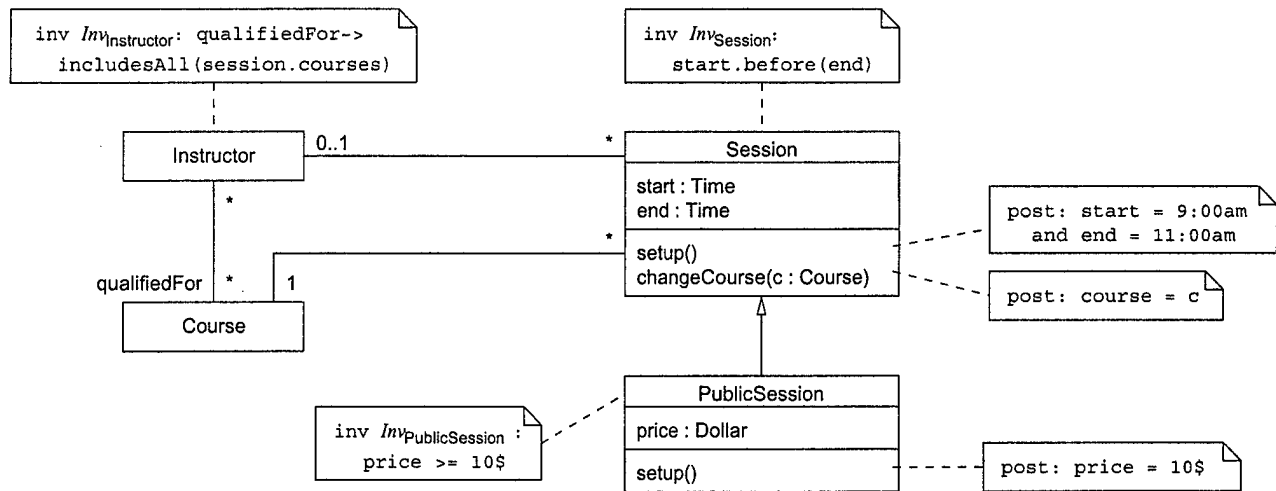 inv InvInstructor: qualifiedFor->
includesAll(session.courses)
inv InvSession:
start.before(end)
Instructor
0..1
*
Session
start : Time
end : Time
*
*
setup()
changeCourse(c : Course)
post: start = 9:00am
and end = 11:00am
qualifiedFor
*
1
post: course = c
Course
PublicSession
inv InvPublicSession :
price >= 10$
price : Dollar
setup()
post: price = 10$